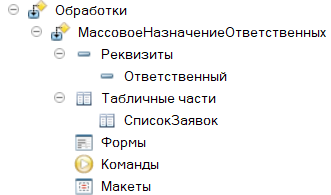 Обработки
МассовоеНазначениеОтветственных
Реквизиты
Ответственный
Табличные части
СписокЗаявок
Формы
Команды
Макеты